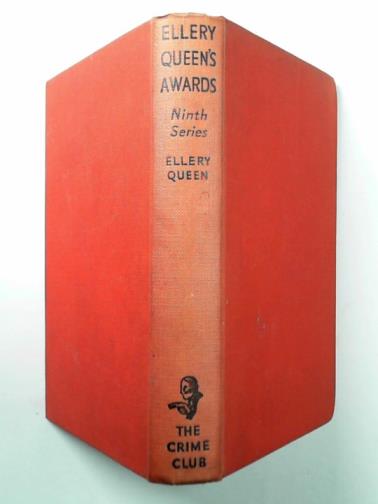 ELLERY
QUEEN'S
AWARDS
Ninth
Series
ELLERY
QUEEN
THE
CRIME
CLUB